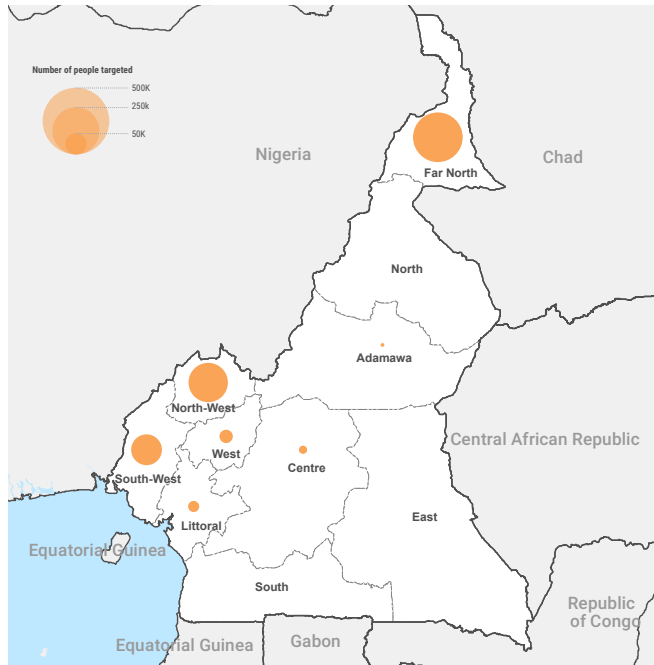 Number of people targeted
500K
250k
50K
Nigeria
Chad
Far North
North
Adamawa
North-West
West
South-West
Centre
Central African Republic
Littoral
East
Equatorial Guinea
South
Republic
of Congo
Equatorial Guinea
Gabon